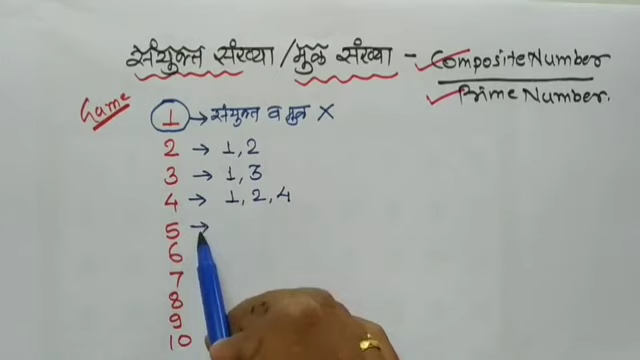 संयुक्त संख्या / मुळ संख्या - Composite Number
Prime Number.
Game
1 → संयुक्त व मुळ X
2 → 1, 2
3 → 1, 3
4 → 1, 2, 4
5 →
6
7
8
9
10